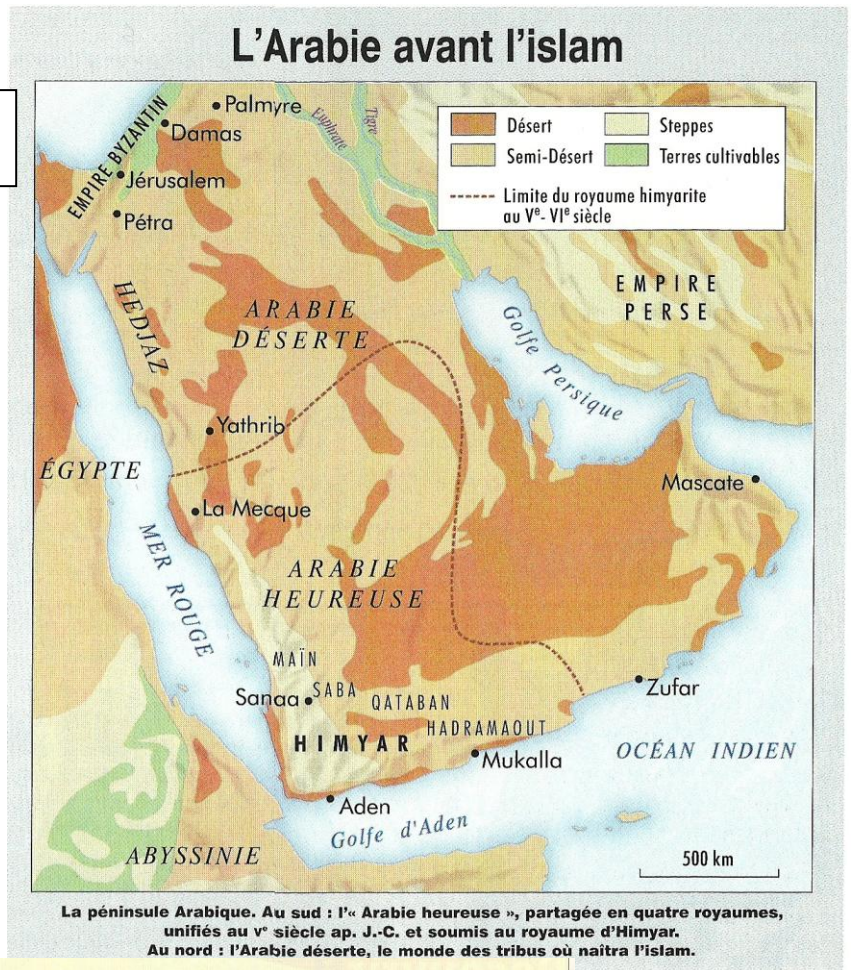 L'Arabie avant l'islam
Palmyre
Damas
EMPIRE BYZANTIN
Jérusalem
Pétra
Euphrate
Tigre
Désert
Steppes
Semi-Désert
Terres cultivables
Limite du royaume himyarite
au Ve- VIe siècle
EMPIRE
PERSE
HEDJAZ
ARABIE
DÉSERTE
Golfe Persique
Yathrib
ÉGYPTE
Mascate
La Mecque
MER ROUGE
ARABIE
HEUREUSE
MAÏN
Sanaa
SABA
QATABAN
Zufar
HADRAMAOUT
HIMYAR
Mukalla
OCÉAN INDIEN
Aden
Golfe d'Aden
ABYSSINIE
500 km
La péninsule Arabique. Au sud : l'« Arabie heureuse », partagée en quatre royaumes,
unifiés au ve siècle ap. J.-C. et soumis au royaume d'Himyar.
Au nord : l'Arabie déserte, le monde des tribus où naîtra l'islam.